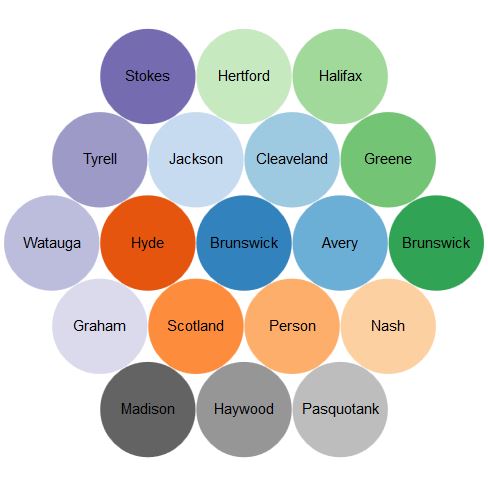 Stokes Hertford Halifax
Tyrell Jackson Cleaveland Greene
Watauga Hyde Brunswick Avery Brunswick
Graham Scotland Person Nash
Madison Haywood Pasquotank